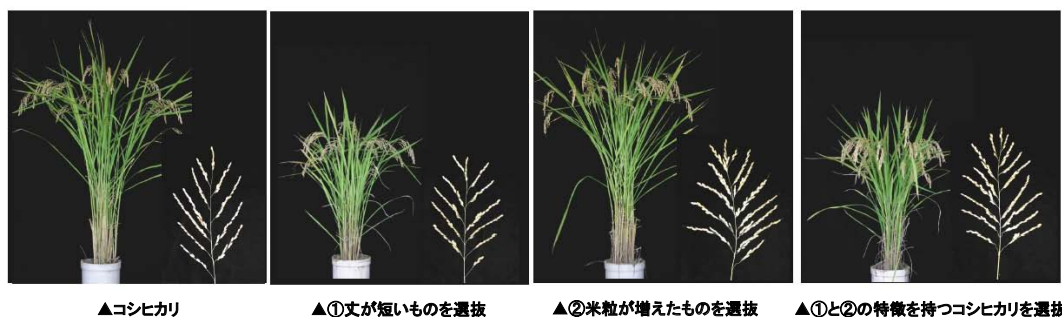 ▲コシヒカリ
▲①丈が短いものを選抜
▲②米粒が増えたものを選抜
▲①と②の特徴を持つコシヒカリを選抜